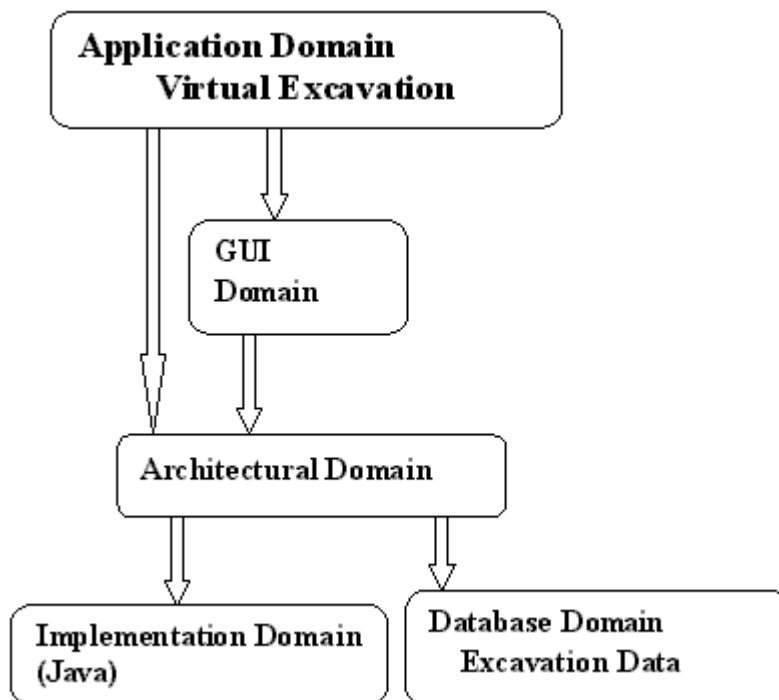 Application Domain
Virtual Excavation
GUI
Domain
Architectural Domain
Implementation Domain
(Java)
Database Domain
Excavation Data